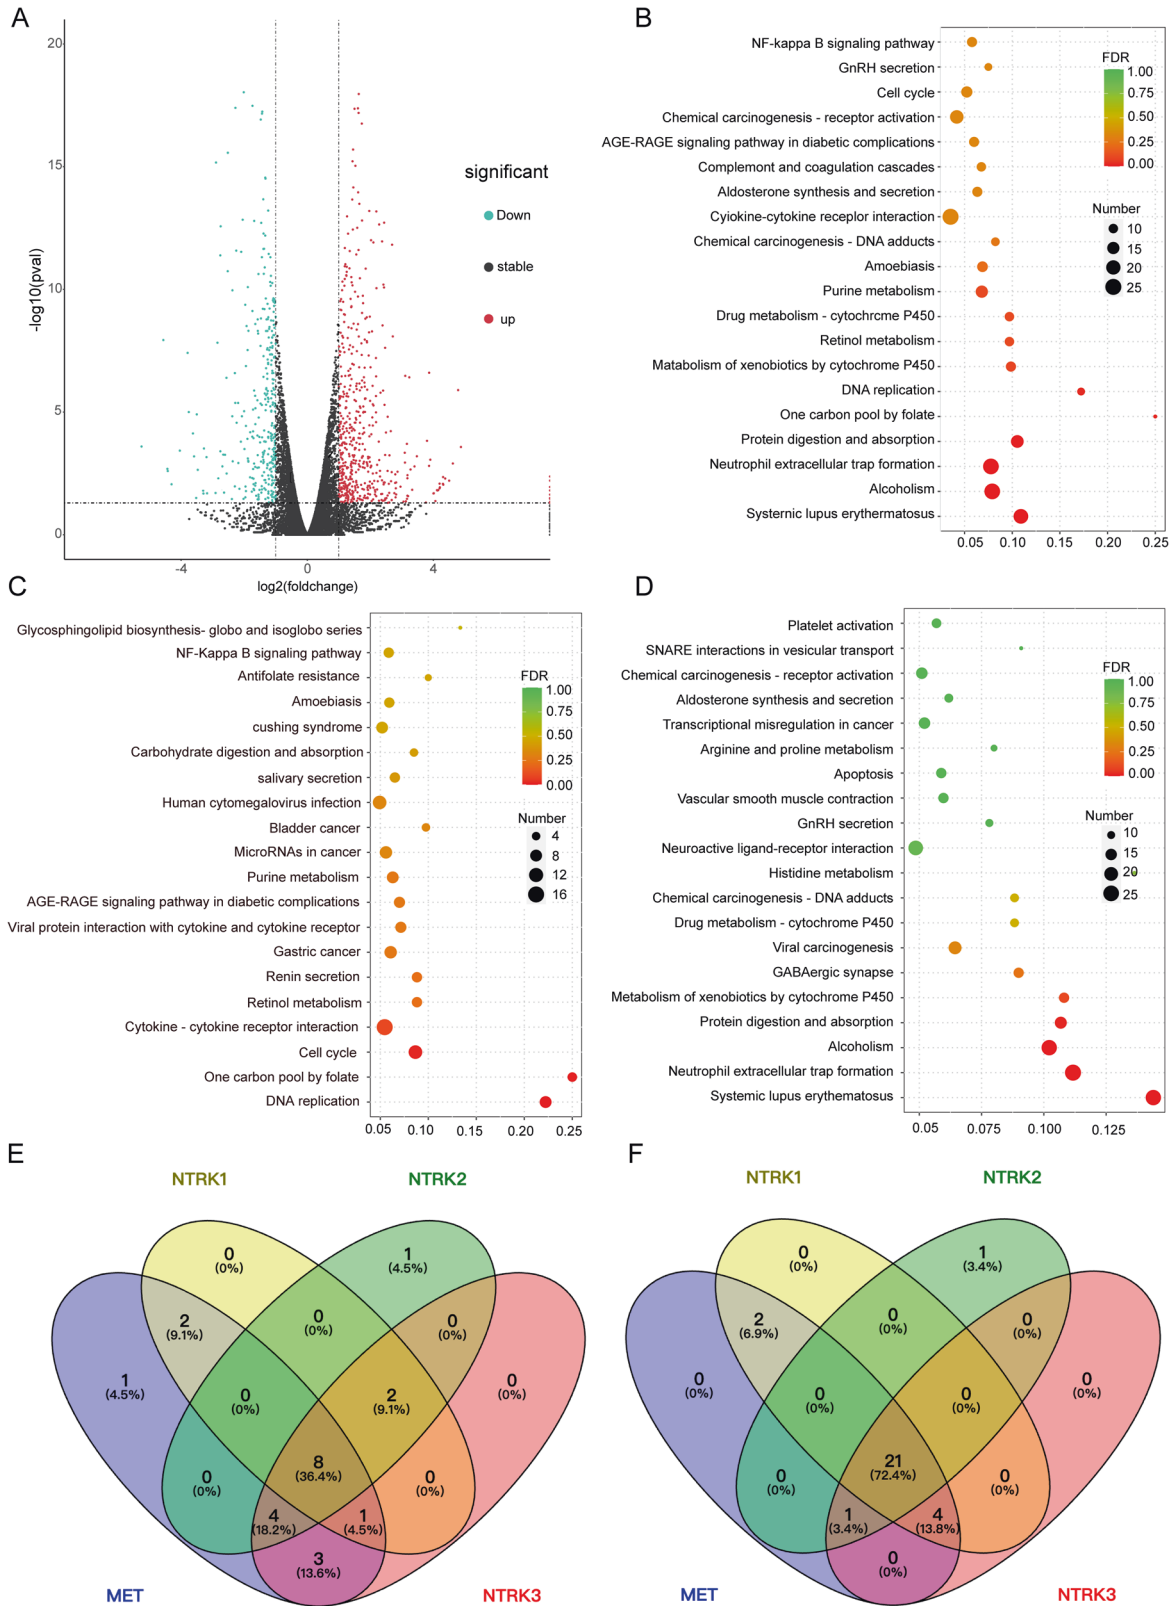 A
20
15
10
5
0
-4
0
4
-log10(pval)
log2(foldchange)
significant
Down
stable
up
B
NF-kappa B signaling pathway
GnRH secretion
Cell cycle
Chemical carcinogenesis - receptor activation
AGE-RAGE signaling pathway in diabetic complications
Complemont and coagulation cascades
Aldosterone synthesis and secretion
Cyiokine-cytokine receplor interaction
Chemical carcinogenesis - DNA adducts
Amoebiasis
Purine metabolism
Drug metabolism - cytochrcme P450
Retinol metabolism
Matabolism of xenobiotics by cytochrome P450
DNA replication
One carbon pool by folate
Protein digestion and absorption
Neutrophil extracellular trap formation
Alcoholism
Systernic lupus erythermatosus
0.05
0.10
0.15
0.20
0.25
FDR
1.00
0.75
0.50
0.25
0.00
Number
10
15
20
25
C
Glycosphingolipid biosynthesis- globo and isoglobo series
NF-Kappa B signaling pathway
Antifolate resistance
Amoebiasis
cushing syndrome
Carbohydrate digestion and absorption
salivary secretion
Human cytomegalovirus infection
Bladder cancer
MicroRNAs in cancer
Purine metabolism
AGE-RAGE signaling pathway in diabetic complications
Viral protein interaction with cytokine and cytokine receptor
Gastric cancer
Renin secretion
Retinol metabolism
Cytokine - cytokine receptor interaction
Cell cycle
One carbon pool by folate
DNA replication
0.05
0.10
0.15
0.20
0.25
FDR
1.00
0.75
0.50
0.25
0.00
Number
4
8
12
16
D
Platelet activation
SNARE interactions in vesicular transport
Chemical carcinogenesis - receptor activation
Aldosterone synthesis and secretion
Transcriptional misregulation in cancer
Arginine and proline metabolism
Apoptosis
Vascular smooth muscle contraction
GnRH secretion
Neuroactive ligand-receptor interaction
Histidine metabolism
Chemical carcinogenesis - DNA adducts
Drug metabolism - cytochrome P450
Viral carcinogenesis
GABAergic synapse
Metabolism of xenobiotics by cytochrome P450
Protein digestion and absorption
Alcoholism
Neutrophil extracellular trap formation
Systemic lupus erythematosus
0.05
0.075
0.100
0.125
FDR
1.00
0.75
0.50
0.25
0.00
Number
10
15
20
25
E
NTRK1
NTRK2
0
(0%)
1
(4.5%)
2
(9.1%)
0
(0%)
0
(0%)
1
(4.5%)
0
(0%)
2
(9.1%)
0
(0%)
8
(36.4%)
0
(0%)
0
(0%)
4
(18.2%)
1
(4.5%)
3
(13.6%)
MET
NTRK3
F
NTRK1
NTRK2
0
(0%)
1
(3.4%)
2
(6.9%)
0
(0%)
0
(0%)
0
(0%)
0
(0%)
0
(0%)
0
(0%)
21
(72.4%)
0
(0%)
0
(0%)
1
(3.4%)
4
(13.8%)
0
(0%)
MET
NTRK3